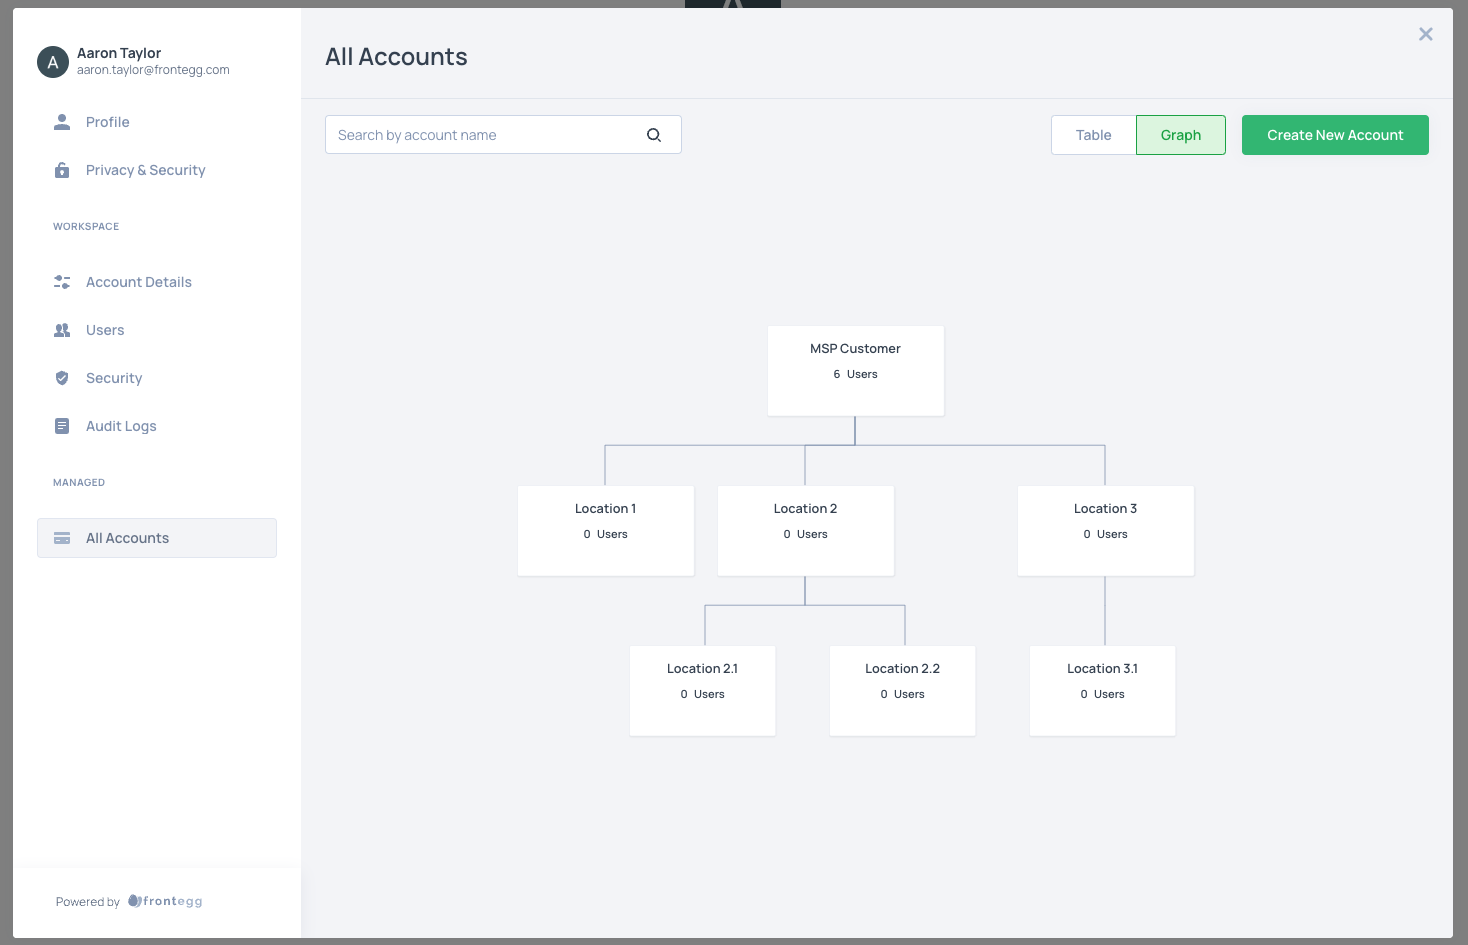 A
Aaron Taylor
aaron.taylor@frontegg.com
Profile
Privacy & Security
WORKSPACE
Account Details
Users
Security
Audit Logs
MANAGED
All Accounts
Powered by frontegg
All Accounts
Search by account name
Table
Graph
Create New Account
MSP Customer
6 Users
Location 1
0 Users
Location 2
0 Users
Location 3
0 Users
Location 2.1
0 Users
Location 2.2
0 Users
Location 3.1
0 Users